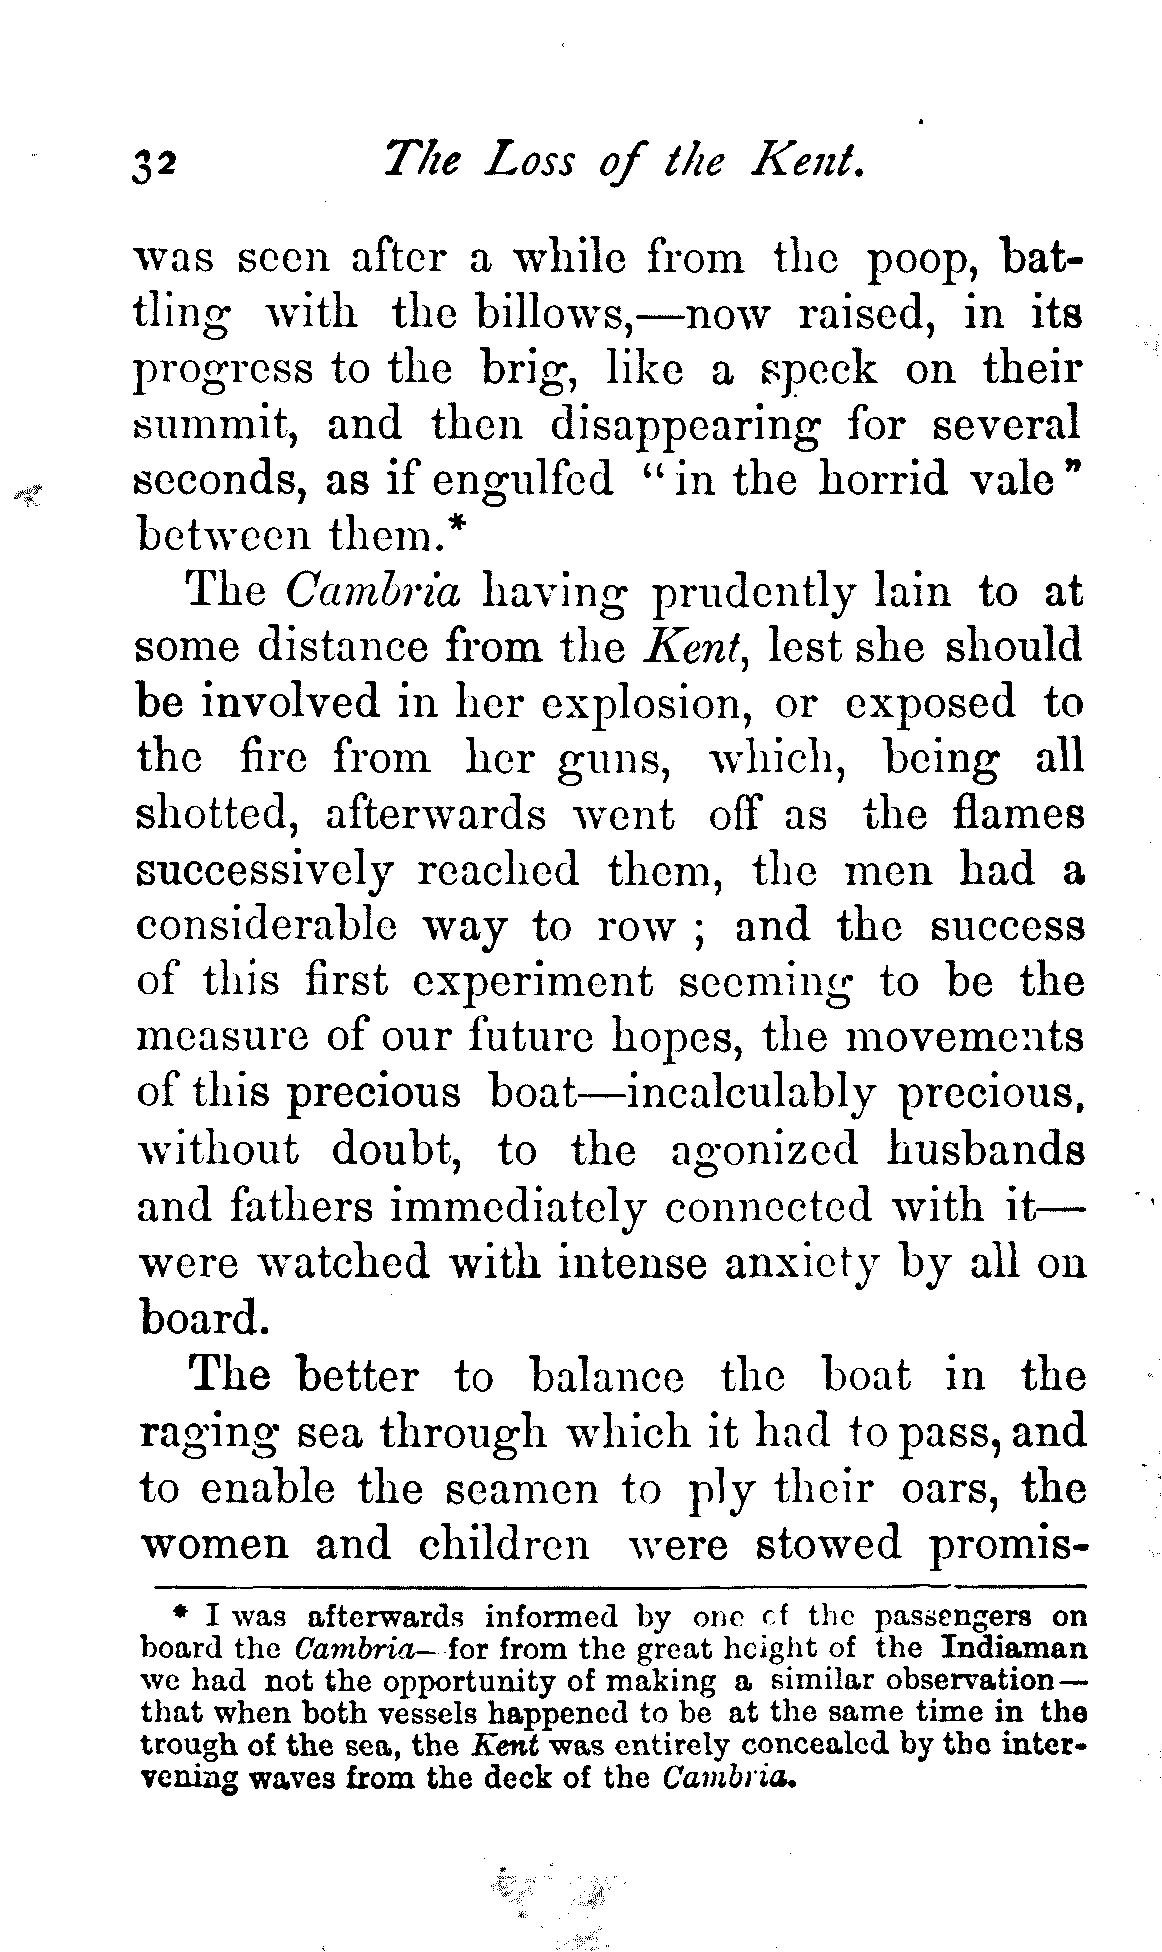 32 The Loss of the Kent.
was seen after a while from the poop, bat-
tling with the billows,—now raised, in its
progress to the brig, like a speck on their
summit, and then disappearing for several
seconds, as if engulfed “in the horrid vale”
between them.*
The Cambria having prudently lain to at
some distance from the Kent, lest she should
be involved in her explosion, or exposed to
the fire from her guns, which, being all
shotted, afterwards went off as the flames
successively reached them, the men had a
considerable way to row ; and the success
of this first experiment seeming to be the
measure of our future hopes, the movements
of this precious boat—incalculably precious,
without doubt, to the agonized husbands
and fathers immediately connected with it—
were watched with intense anxiety by all on
board.
The better to balance the boat in the
raging sea through which it had to pass, and
to enable the seamen to ply their oars, the
women and children were stowed promis-
* I was afterwards informed by one of the passengers on
board the Cambria—for from the great height of the Indiaman
we had not the opportunity of making a similar observation—
that when both vessels happened to be at the same time in the
trough of the sea, the Kent was entirely concealed by the inter-
vening waves from the deck of the Cambria.